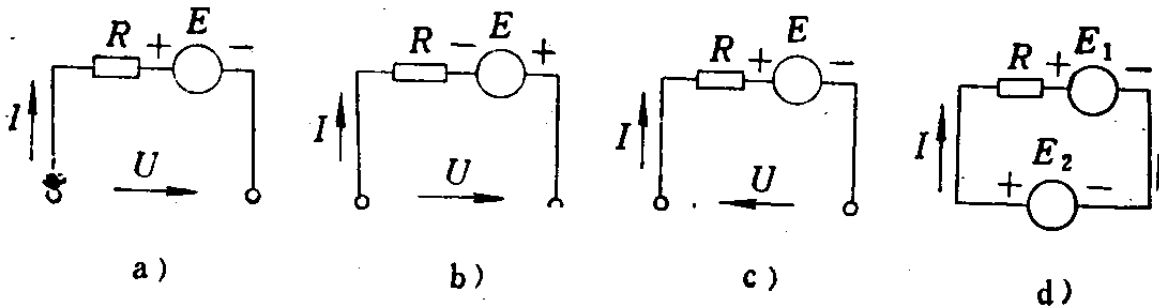 R + E − R − E + R + E − R + E₁ −
I I I I
U U U + E₂ −
a) b) c) d)